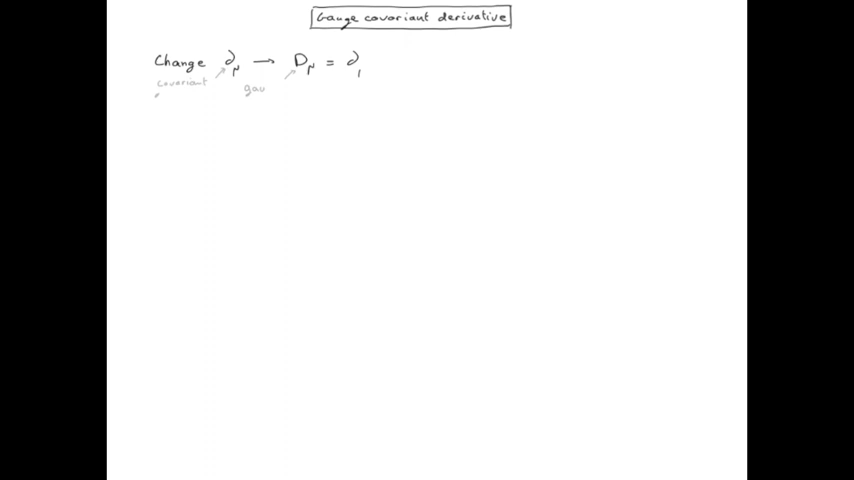 Gauge covariant derivative
Change ∂μ → Dμ = ∂
covariant gau